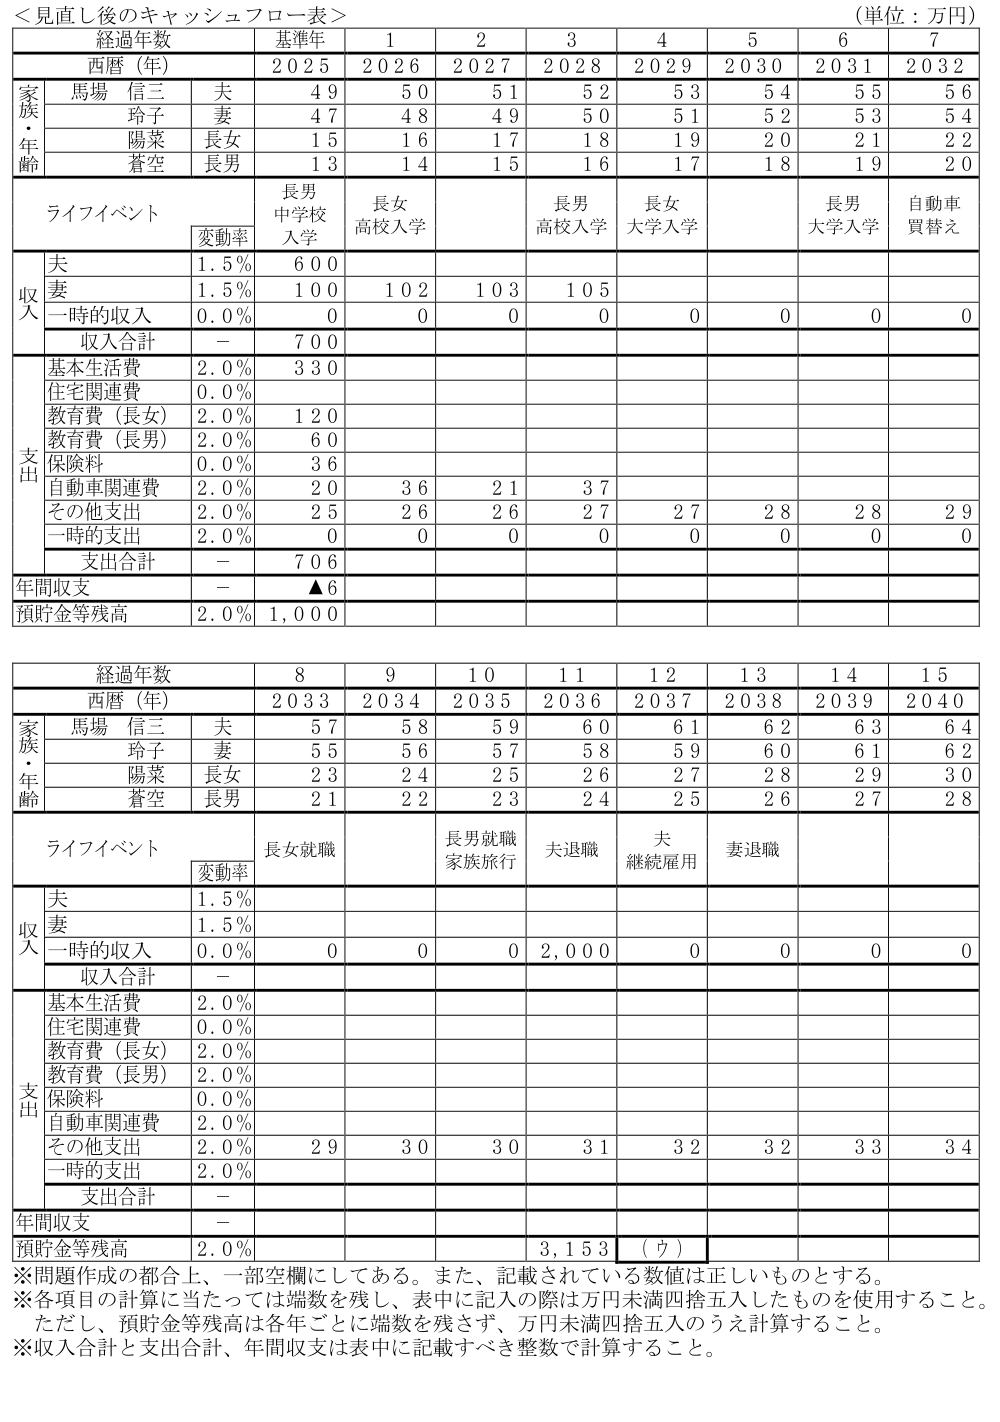 ＜見直し後のキャッシュフロー表＞ （単位：万円）
経過年数 基準年 1 2 3 4 5 6 7
西暦（年） 2025 2026 2027 2028 2029 2030 2031 2032
家族・年齢 馬場　信三 夫 49 50 51 52 53 54 55 56
玲子 妻 47 48 49 50 51 52 53 54
陽菜 長女 15 16 17 18 19 20 21 22
蒼空 長男 13 14 15 16 17 18 19 20
ライフイベント 変動率 長男中学校入学 長女高校入学 長男高校入学 長女大学入学 長男大学入学 自動車買替え
収入 夫 1.5% 600
妻 1.5% 100 102 103 105
一時的収入 0.0% 0 0 0 0 0 0 0 0
収入合計 － 700
支出 基本生活費 2.0% 330
住宅関連費 0.0%
教育費（長女） 2.0% 120
教育費（長男） 2.0% 60
保険料 0.0% 36
自動車関連費 2.0% 20 36 21 37
その他支出 2.0% 25 26 26 27 27 28 28 29
一時的支出 2.0% 0 0 0 0 0 0 0 0
支出合計 － 706
年間収支 － ▲6
預貯金等残高 2.0% 1,000
経過年数 8 9 10 11 12 13 14 15
西暦（年） 2033 2034 2035 2036 2037 2038 2039 2040
家族・年齢 馬場　信三 夫 57 58 59 60 61 62 63 64
玲子 妻 55 56 57 58 59 60 61 62
陽菜 長女 23 24 25 26 27 28 29 30
蒼空 長男 21 22 23 24 25 26 27 28
ライフイベント 変動率 長女就職 長男就職家族旅行 夫退職 夫継続雇用 妻退職
収入 夫 1.5%
妻 1.5%
一時的収入 0.0% 0 0 0 2,000 0 0 0 0
収入合計 －
支出 基本生活費 2.0%
住宅関連費 0.0%
教育費（長女） 2.0%
教育費（長男） 2.0%
保険料 0.0%
自動車関連費 2.0%
その他支出 2.0% 29 30 30 31 32 32 33 34
一時的支出 2.0%
支出合計 －
年間収支 －
預貯金等残高 2.0% 3,153 （ウ）
※問題作成の都合上、一部空欄にしてある。また、記載されている数値は正しいものとする。
※各項目の計算に当たっては端数を残し、表中に記入の際は万円未満四捨五入したものを使用すること。
ただし、預貯金等残高は各年ごとに端数を残さず、万円未満四捨五入のうえ計算すること。
※収入合計と支出合計、年間収支は表中に記載すべき整数で計算すること。